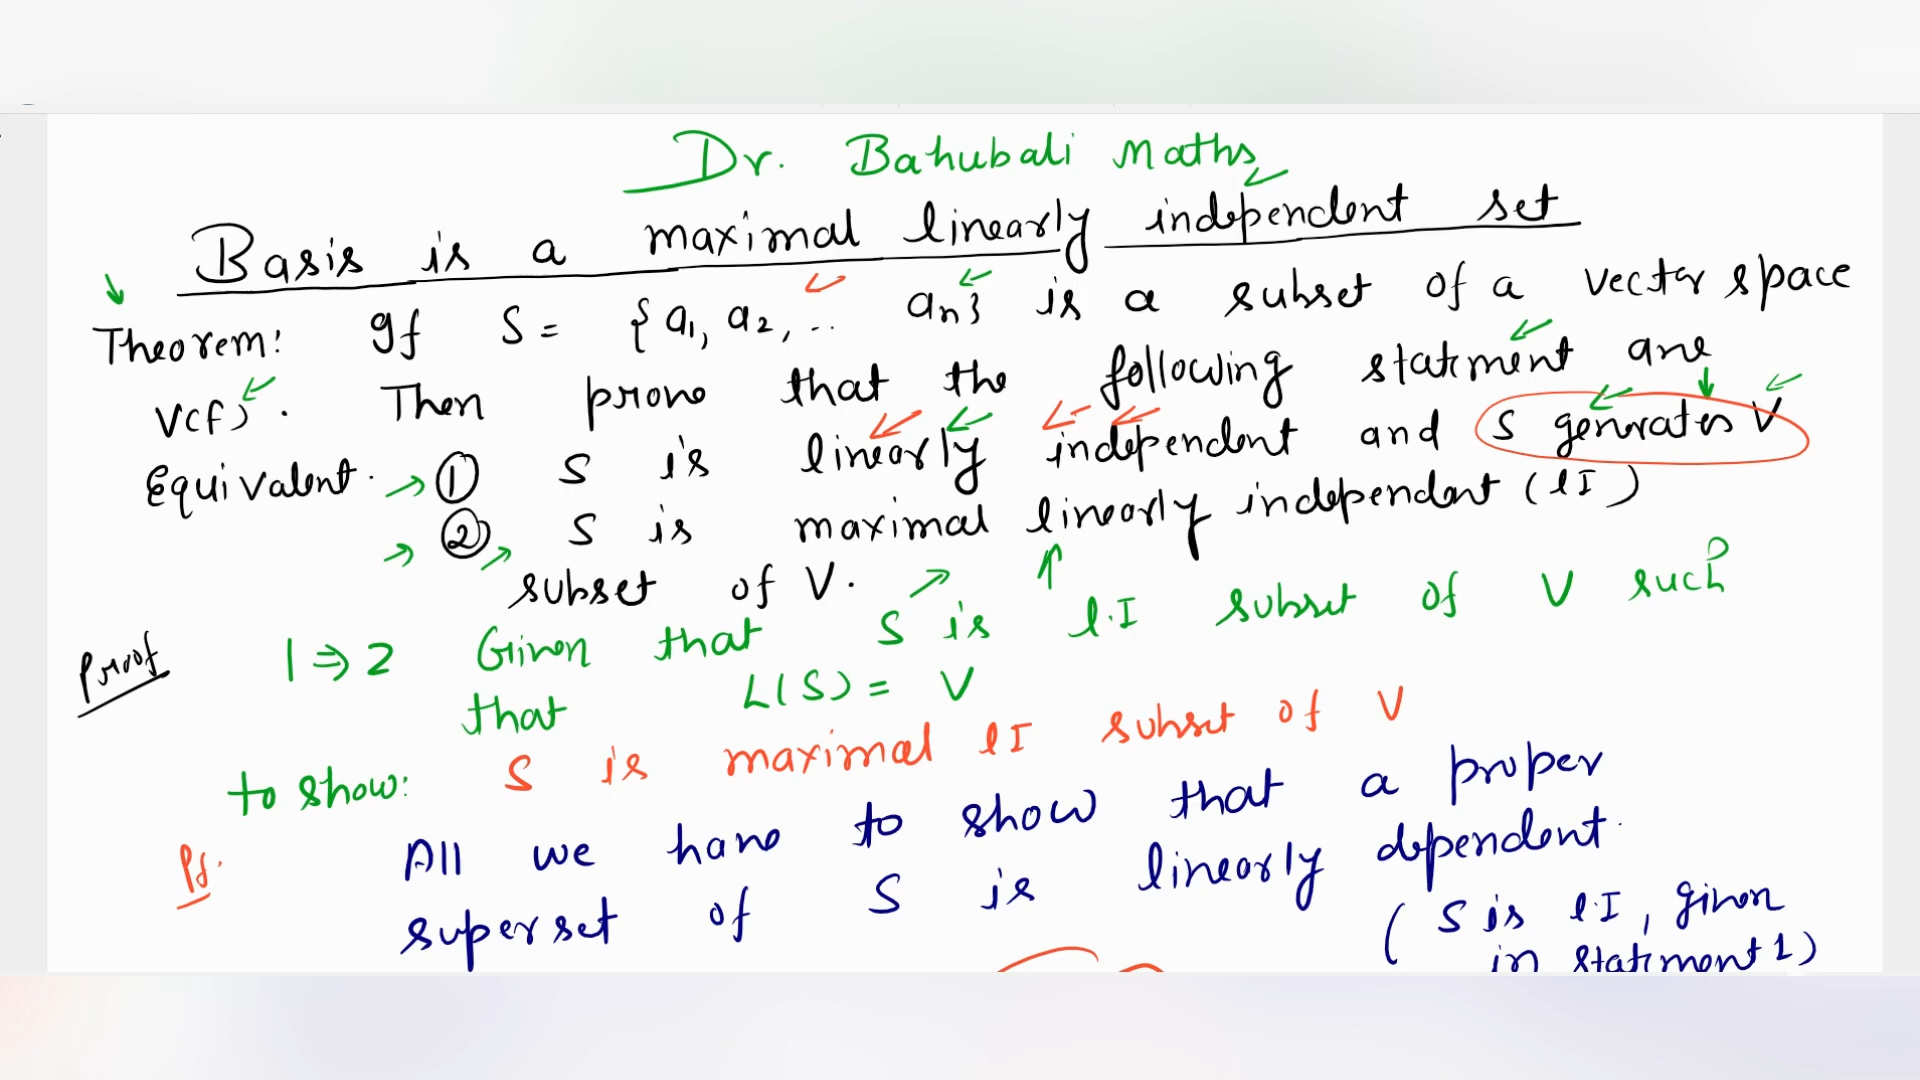 Dr. Bahubali Maths
Basis is a maximal linearly independent set
Theorem: If S = {a1, a2, .. an} is a subset of a vector space
V(F). Then prove that the following statment are
Equivalent. ① S is linearly independent and S generates V
② S is maximal linearly independent (lI)
subset of V.
Proof 1⇒2 Given that S is l.I subset of V such
that L(S) = V
to show: S is maximal lI subset of V
Pf. All we have to show that a proper
superset of S is linearly dependent.
( S is l.I, given
in statement 1)